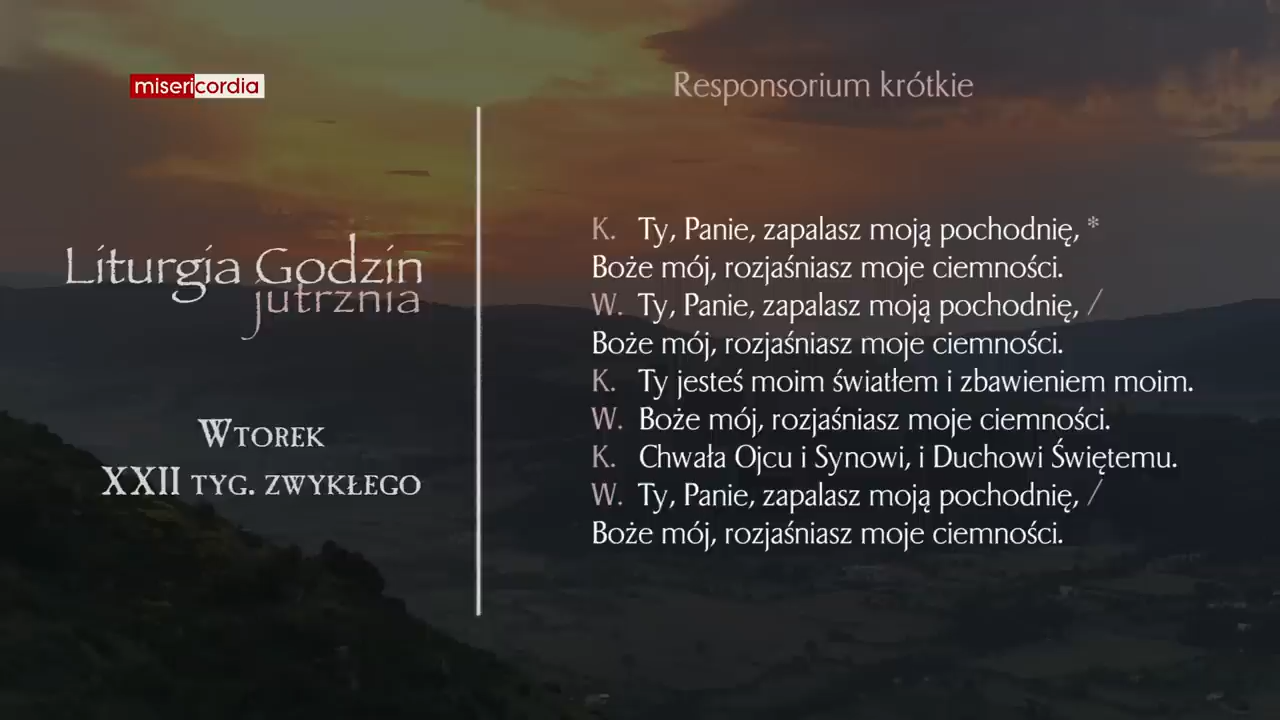 misericordia
Liturgia Godzin
jutrznia
Wtorek
XXII tyg. zwykłego
Responsorium krótkie
K. Ty, Panie, zapalasz moją pochodnię, *
Boże mój, rozjaśniasz moje ciemności.
W. Ty, Panie, zapalasz moją pochodnię, /
Boże mój, rozjaśniasz moje ciemności.
K. Ty jesteś moim światłem i zbawieniem moim.
W. Boże mój, rozjaśniasz moje ciemności.
K. Chwała Ojcu i Synowi, i Duchowi Świętemu.
W. Ty, Panie, zapalasz moją pochodnię, /
Boże mój, rozjaśniasz moje ciemności.